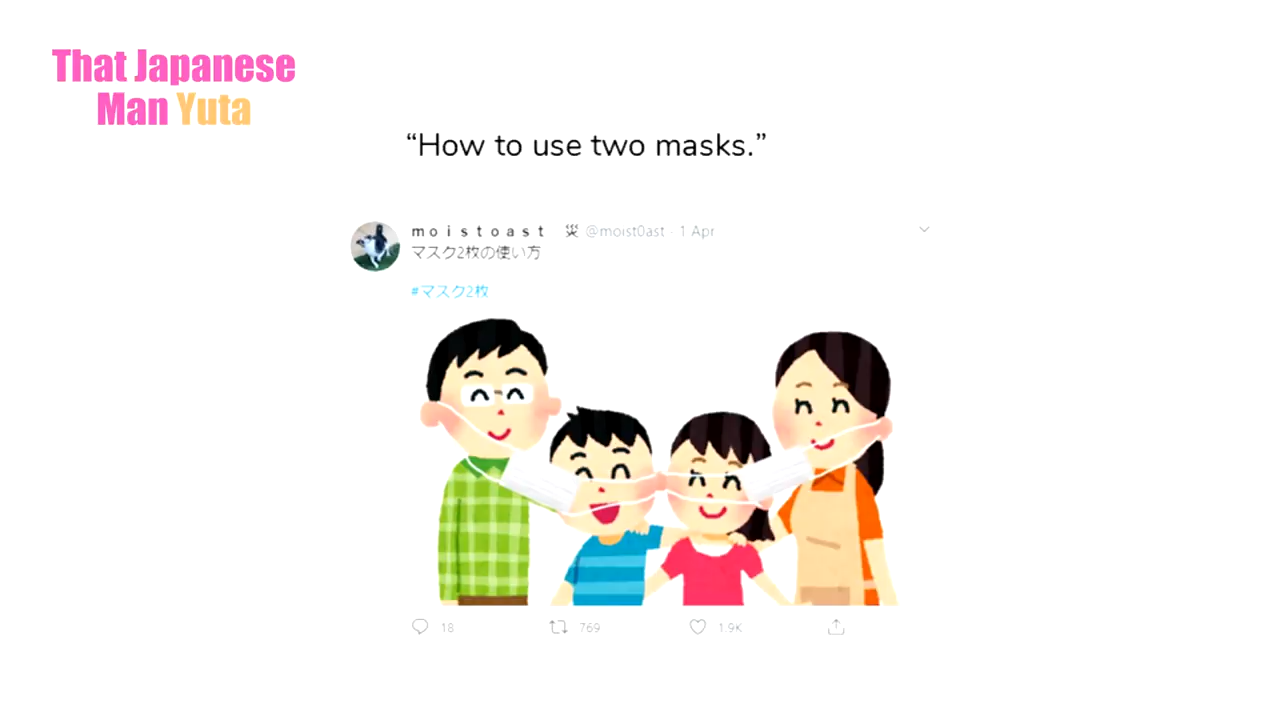 That Japanese
Man Yuta
“How to use two masks.”
ｍｏｉｓｔｏａｓｔ　災 @moist0ast · 1 Apr
マスク2枚の使い方
#マスク2枚
18 769 1.9K